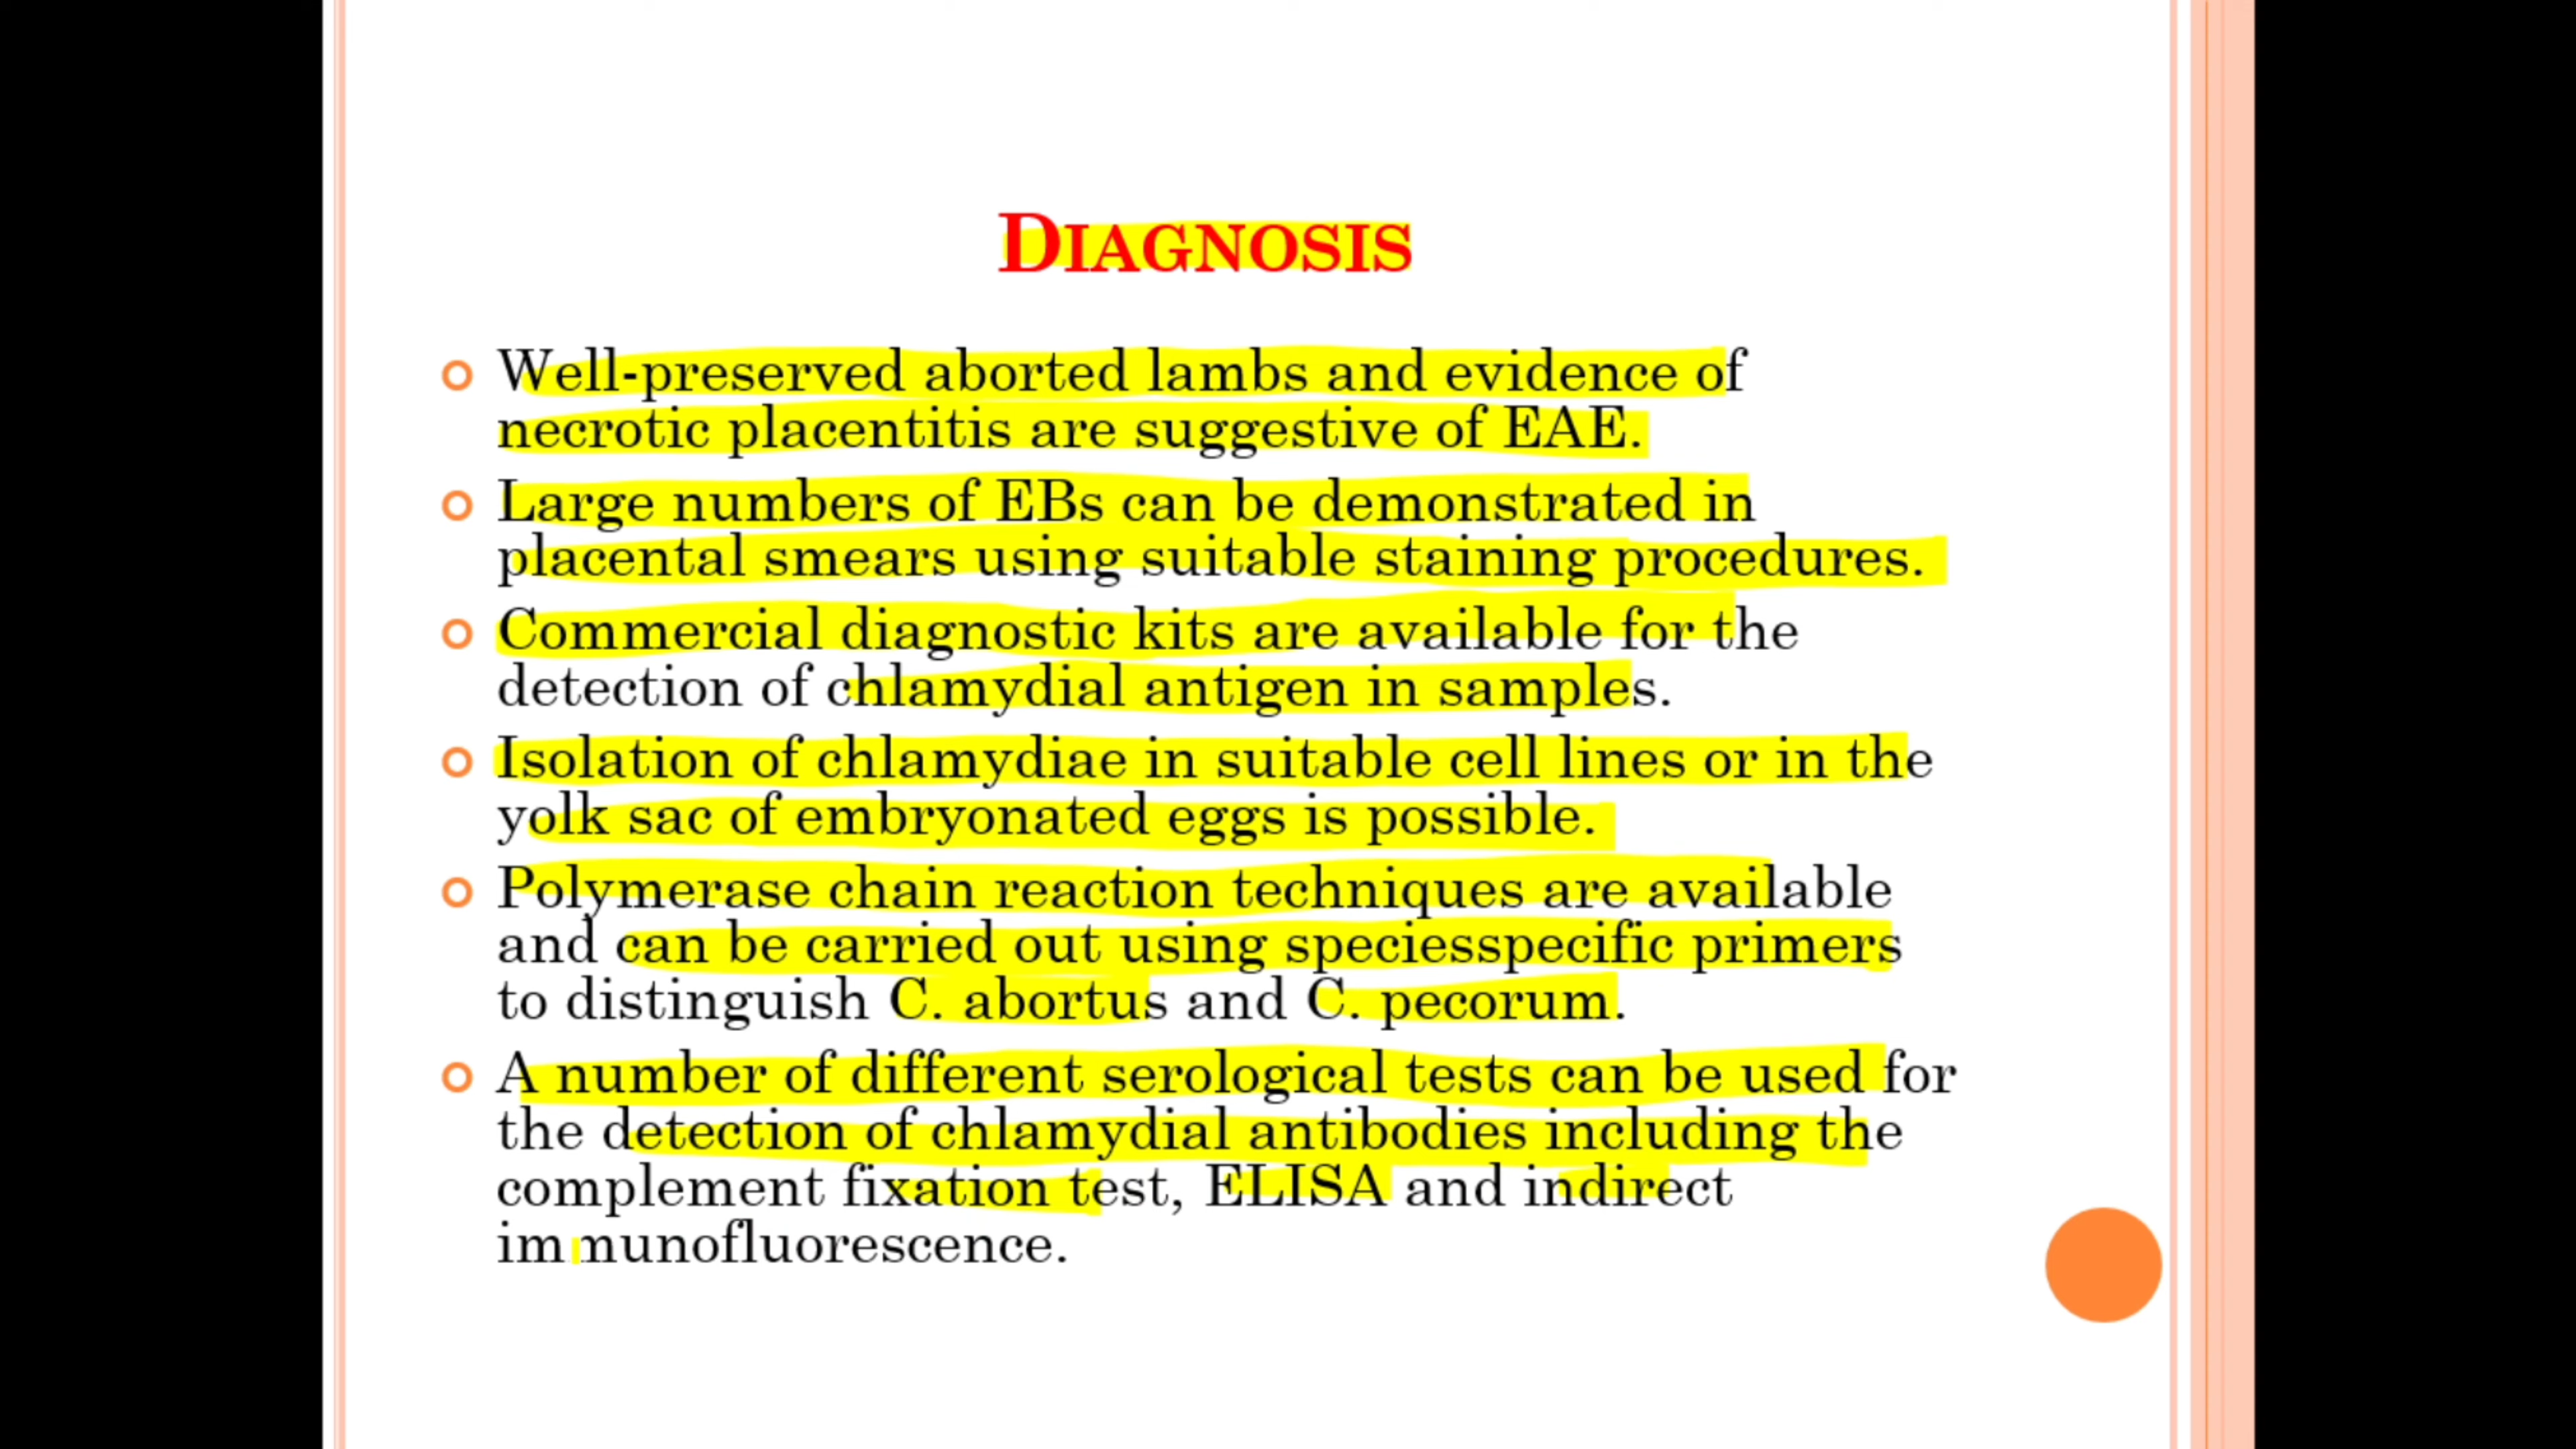 DIAGNOSIS
Well-preserved aborted lambs and evidence of
necrotic placentitis are suggestive of EAE.
Large numbers of EBs can be demonstrated in
placental smears using suitable staining procedures.
Commercial diagnostic kits are available for the
detection of chlamydial antigen in samples.
Isolation of chlamydiae in suitable cell lines or in the
yolk sac of embryonated eggs is possible.
Polymerase chain reaction techniques are available
and can be carried out using speciesspecific primers
to distinguish C. abortus and C. pecorum.
A number of different serological tests can be used for
the detection of chlamydial antibodies including the
complement fixation test, ELISA and indirect
immunofluorescence.